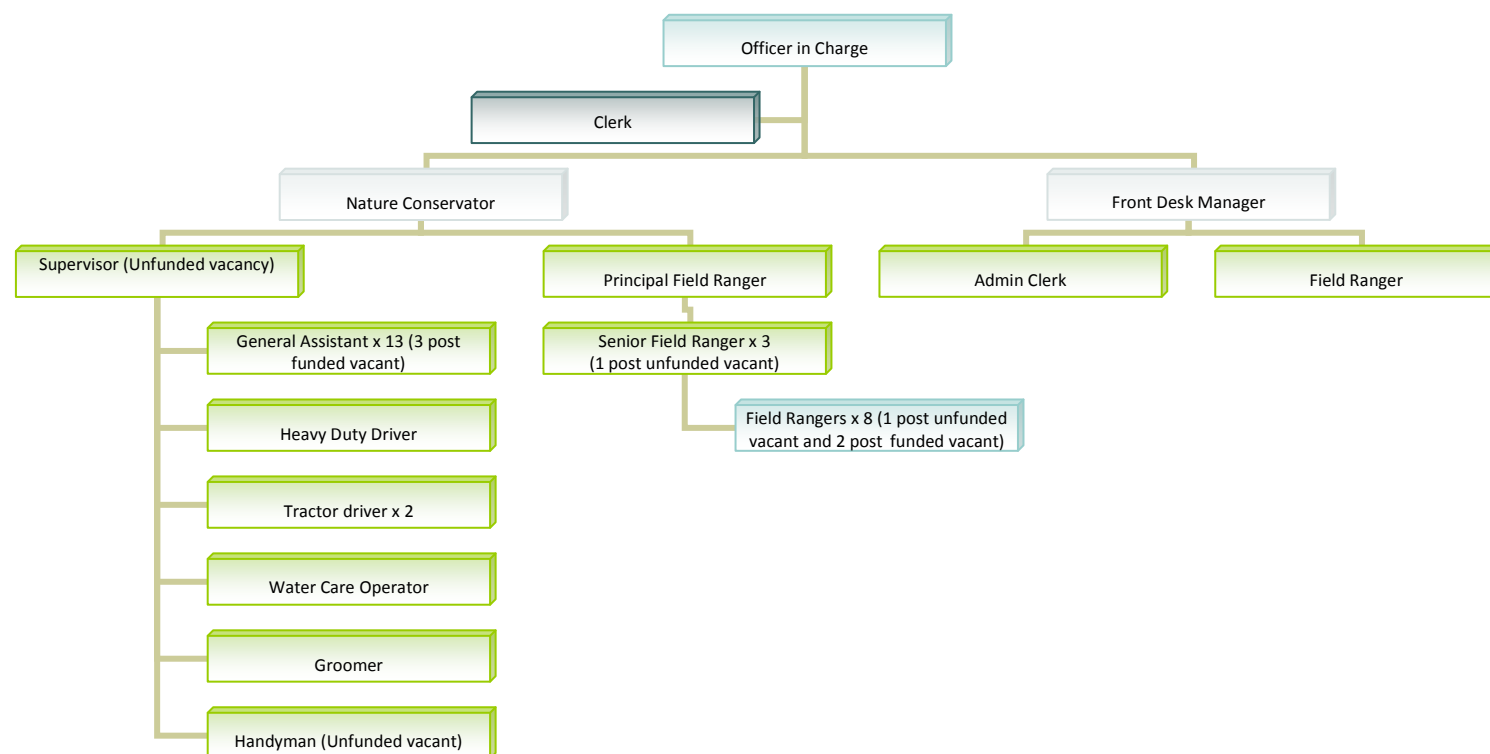 Officer in Charge
Clerk
Nature Conservator
Front Desk Manager
Supervisor (Unfunded vacancy)
Principal Field Ranger
Admin Clerk
Field Ranger
General Assistant x 13 (3 post
funded vacant)
Senior Field Ranger x 3
(1 post unfunded vacant)
Heavy Duty Driver
Field Rangers x 8 (1 post unfunded
vacant and 2 post funded vacant)
Tractor driver x 2
Water Care Operator
Groomer
Handyman (Unfunded vacant)